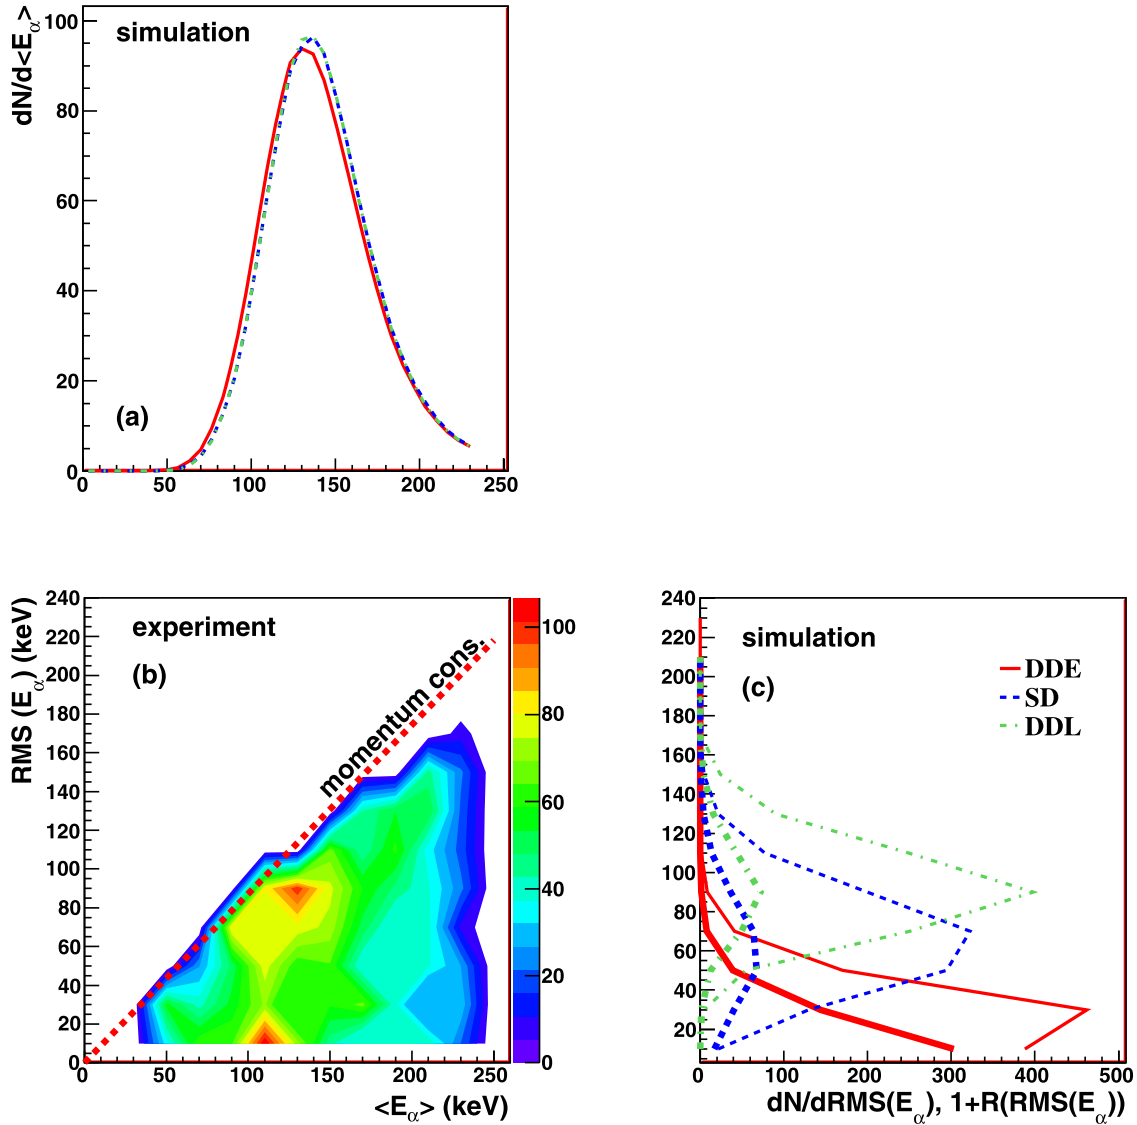 dN/d<E_α>
simulation
100
80
60
40
20
0
(a)
0 50 100 150 200 250
RMS (E_α) (keV)
240
220
200
180
160
140
120
100
80
60
40
20
0
experiment
(b)
momentum cons.
100
80
60
40
20
0
0 50 100 150 200 250
<E_α> (keV)
240
220
200
180
160
140
120
100
80
60
40
20
simulation
(c)
DDE
SD
DDL
0 100 200 300 400 500
dN/dRMS(E_α), 1+R(RMS(E_α))